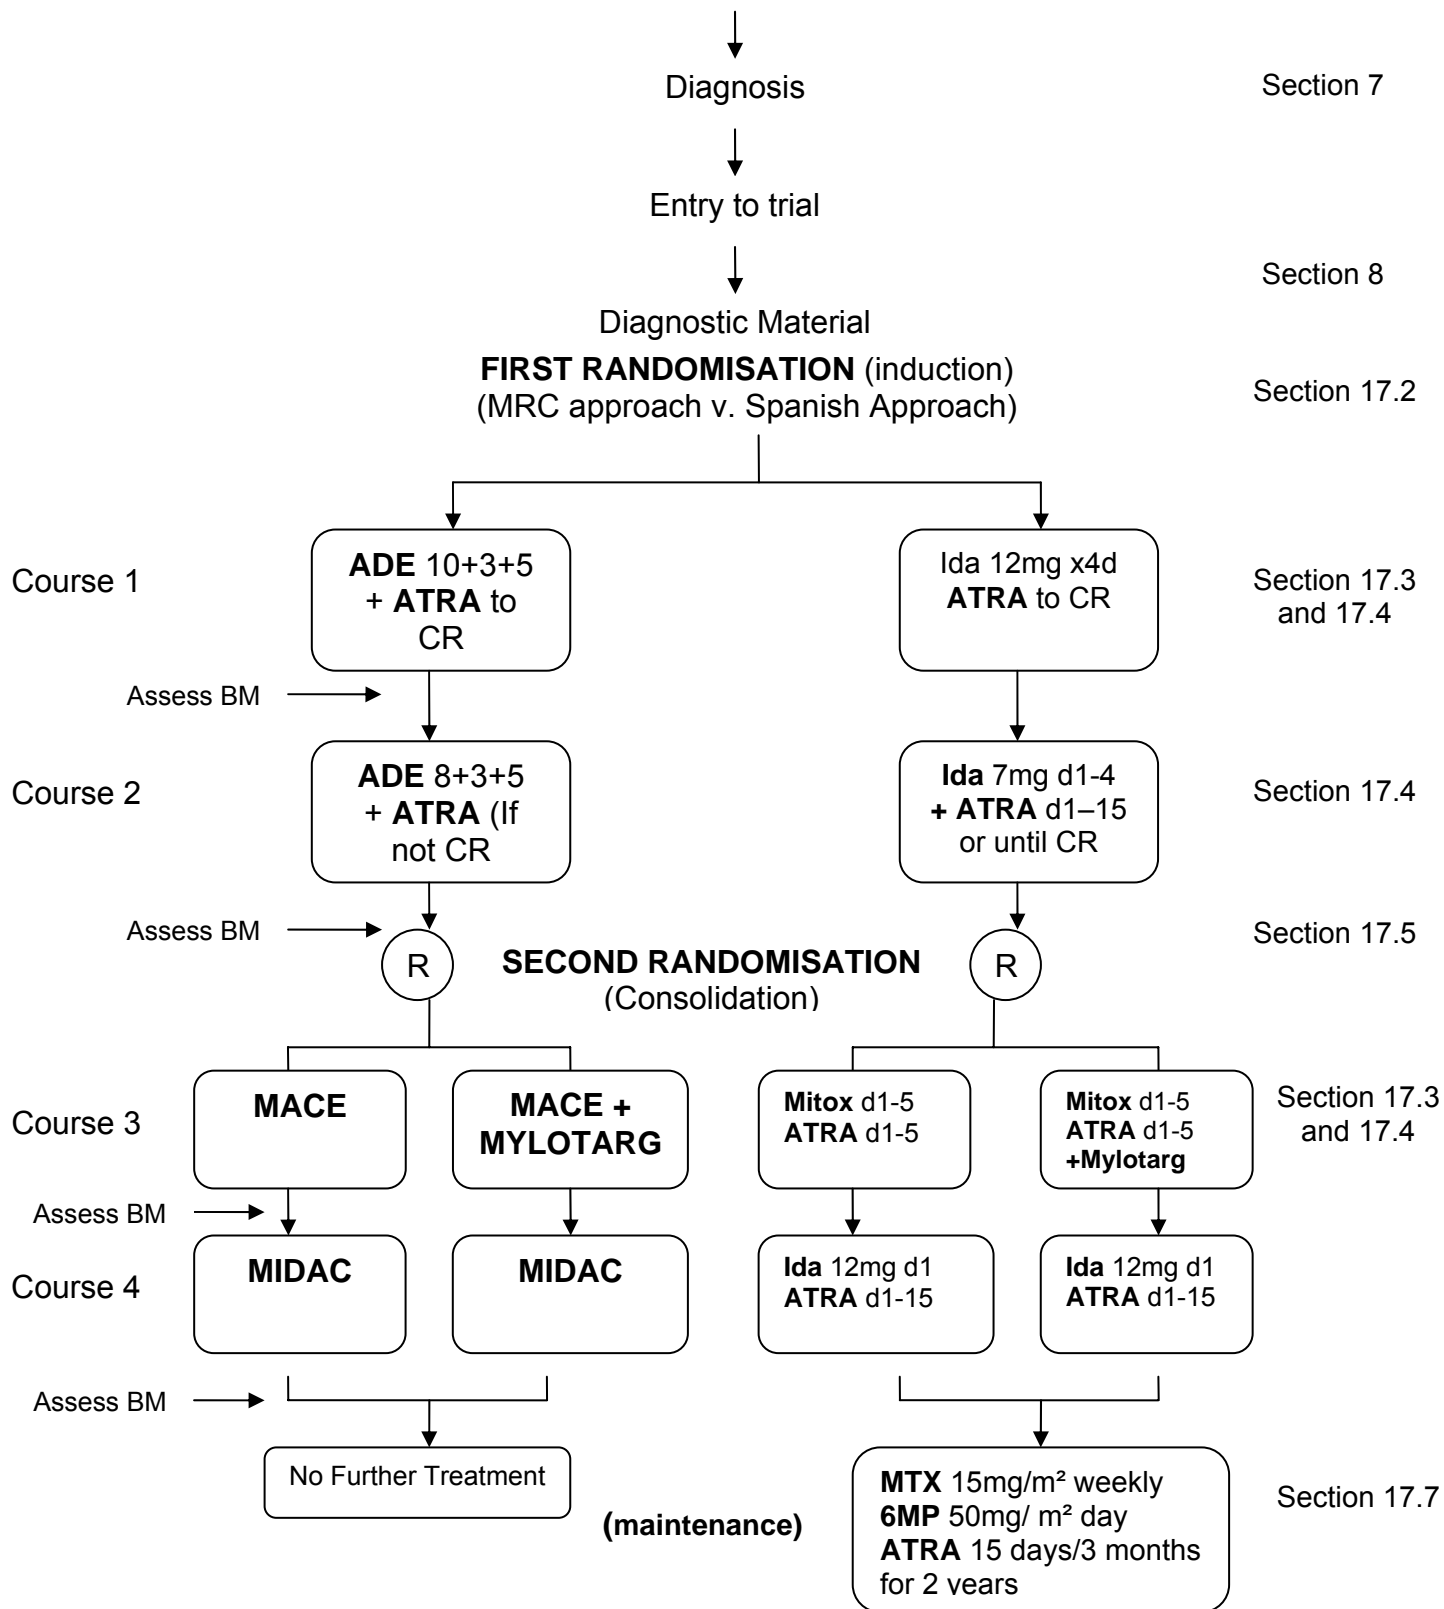 Diagnosis
Section 7
Entry to trial
Section 8
Diagnostic Material
FIRST RANDOMISATION (induction)
(MRC approach v. Spanish Approach)
Section 17.2
Course 1
ADE 10+3+5
+ ATRA to
CR
Ida 12mg x4d
ATRA to CR
Section 17.3
and 17.4
Assess BM
Course 2
ADE 8+3+5
+ ATRA (If
not CR
Ida 7mg d1-4
+ ATRA d1–15
or until CR
Section 17.4
Assess BM
Section 17.5
R
SECOND RANDOMISATION
(Consolidation)
R
Course 3
MACE
MACE +
MYLOTARG
Mitox d1-5
ATRA d1-5
Mitox d1-5
ATRA d1-5
+Mylotarg
Section 17.3
and 17.4
Assess BM
Course 4
MIDAC
MIDAC
Ida 12mg d1
ATRA d1-15
Ida 12mg d1
ATRA d1-15
Assess BM
No Further Treatment
(maintenance)
MTX 15mg/m² weekly
6MP 50mg/ m² day
ATRA 15 days/3 months
for 2 years
Section 17.7